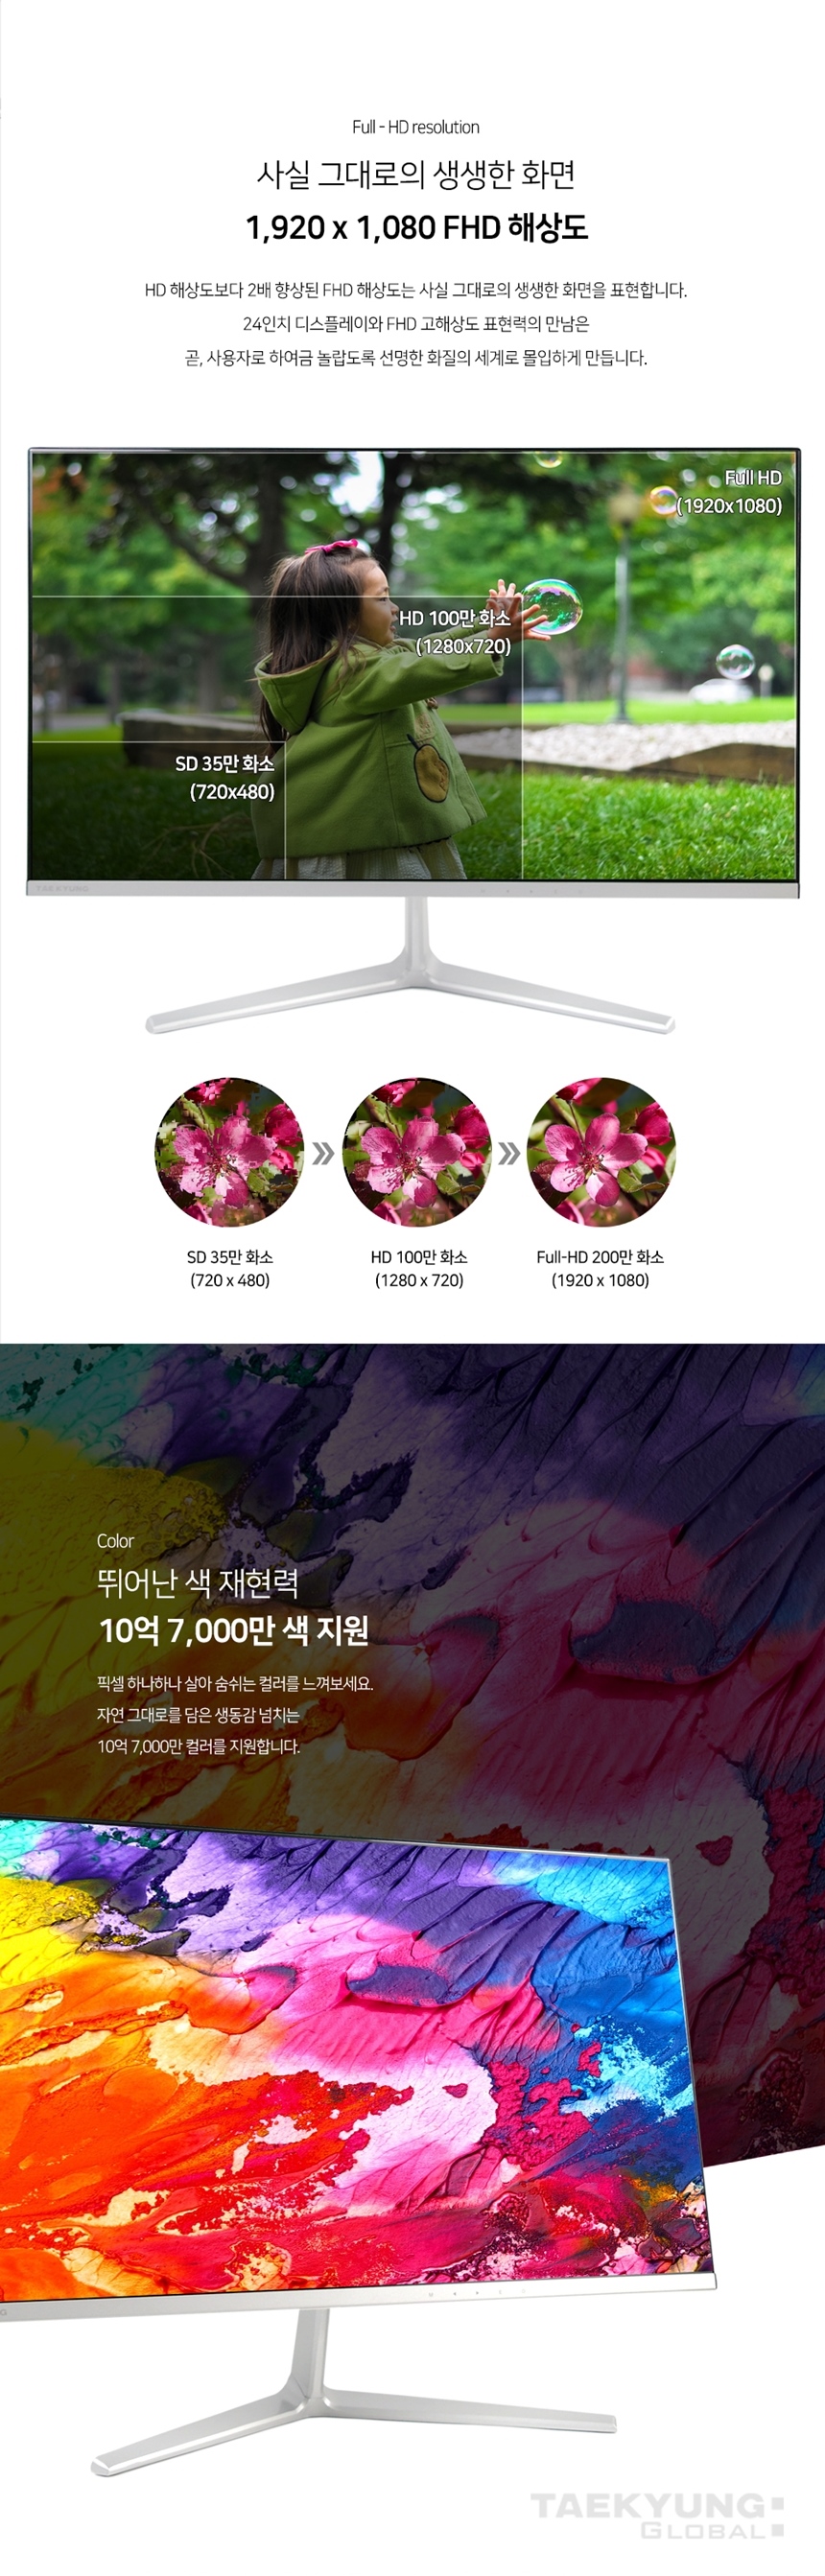 Full - HD resolution
사실 그대로의 생생한 화면
1,920 x 1,080 FHD 해상도
HD 해상도보다 2배 향상된 FHD 해상도는 사실 그대로의 생생한 화면을 표현합니다.
24인치 디스플레이와 FHD 고해상도 표현력의 만남은
곧, 사용자로 하여금 놀랍도록 선명한 화질의 세계로 몰입하게 만듭니다.
Full HD
(1920x1080)
HD 100만 화소
(1280x720)
SD 35만 화소
(720x480)
TAEKYUNG
SD 35만 화소
(720 x 480)
HD 100만 화소
(1280 x 720)
Full-HD 200만 화소
(1920 x 1080)
Color
뛰어난 색 재현력
10억 7,000만 색 지원
픽셀 하나하나 살아 숨쉬는 컬러를 느껴보세요.
자연 그대로를 담은 생동감 넘치는
10억 7,000만 컬러를 지원합니다.
G
TAEKYUNG
GLOBAL